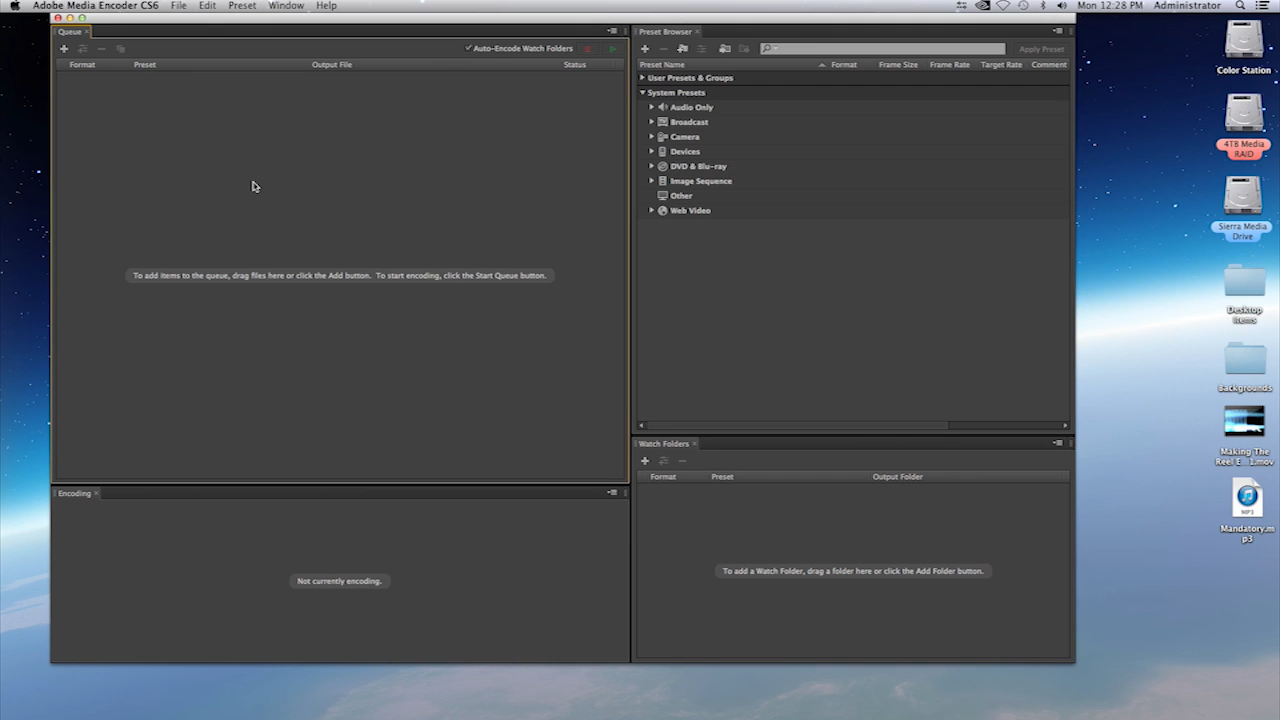 Adobe Media Encoder CS6 File Edit Preset Window Help Mon 12:28 PM Administrator
Queue
Auto-Encode Watch Folders
Format Preset Output File Status
To add items to the queue, drag files here or click the Add button. To start encoding, click the Start Queue button.
Encoding
Not currently encoding.
Preset Browser
Apply Preset
Preset Name Format Frame Size Frame Rate Target Rate Comment
User Presets & Groups
System Presets
Audio Only
Broadcast
Camera
Devices
DVD & Blu-ray
Image Sequence
Other
Web Video
Watch Folders
Format Preset Output Folder
To add a Watch Folder, drag a folder here or click the Add Folder button.
Color Station
4TB Media
RAID
Sierra Media
Drive
Desktop
Items
Backgrounds
Making The
Reel E...1.mov
MP3
Mandatory.m
p3